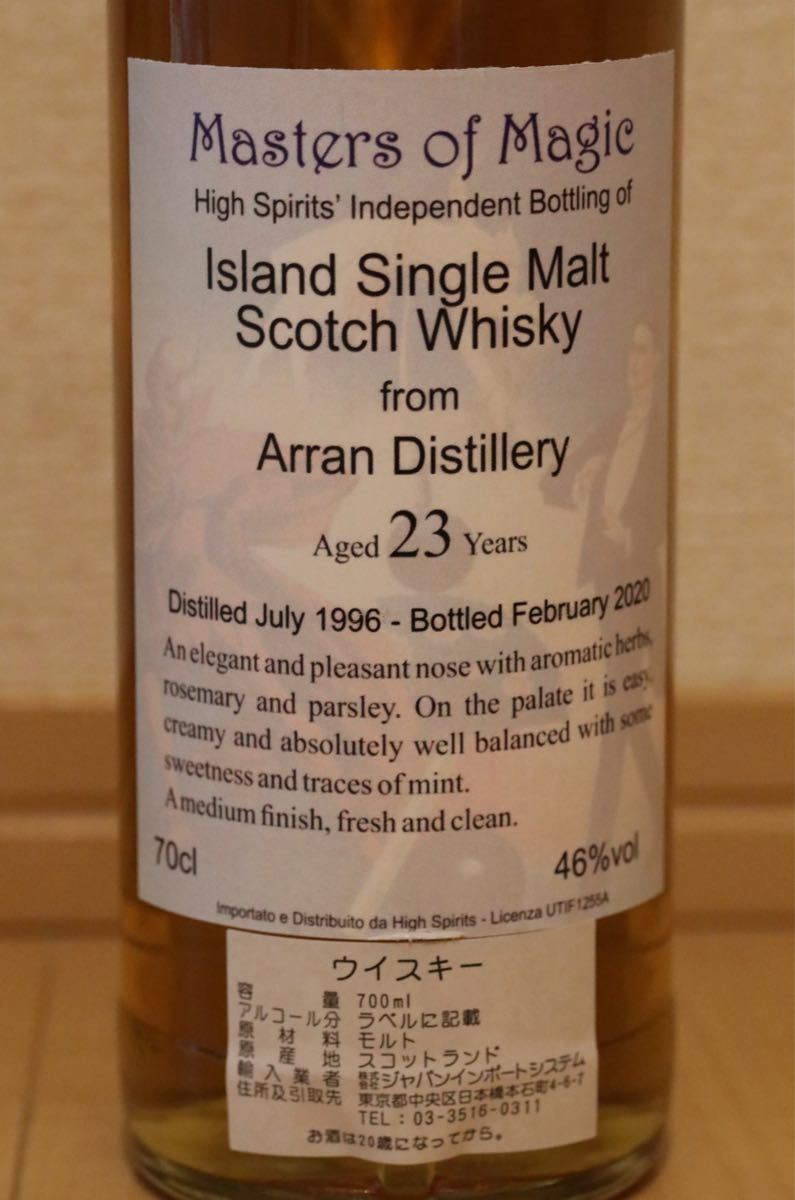 Masters of Magic
High Spirits' Independent Bottling of
Island Single Malt
Scotch Whisky
from
Arran Distillery
Aged 23 Years
Distilled July 1996 - Bottled February 2020
An elegant and pleasant nose with aromatic herbs,
rosemary and parsley. On the palate it is easy,
creamy and absolutely well balanced with some
sweetness and traces of mint.
A medium finish, fresh and clean.
70cl 46%vol
Importato e Distribuito da High Spirits - Licenza UTIF1255A
ウイスキー
容量 700ml
アルコール分 ラベルに記載
原材料 モルト
原産地 スコットランド
輸入業者 株式会社ジャパンインポートシステム
住所及引取先 東京都中央区日本橋本石町4-6-7
TEL：03-3516-0311
お酒は20歳になってから。